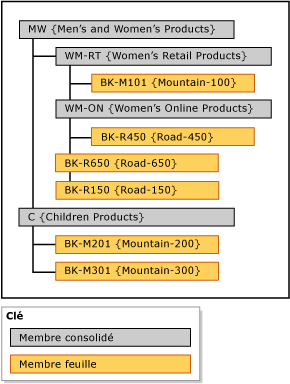 MW {Men's and Women's Products}
WM-RT {Women's Retail Products}
BK-M101 {Mountain-100}
WM-ON {Women's Online Products}
BK-R450 {Road-450}
BK-R650 {Road-650}
BK-R150 {Road-150}
C {Children Products}
BK-M201 {Mountain-200}
BK-M301 {Mountain-300}
Clé
Membre consolidé
Membre feuille